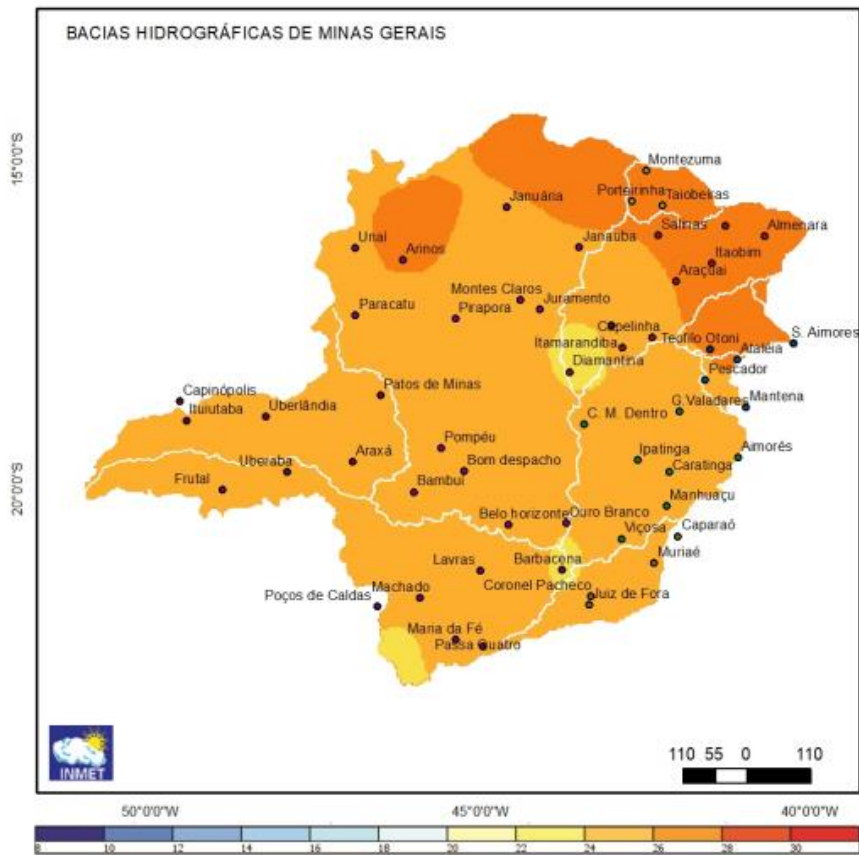 BACIAS HIDROGRÁFICAS DE MINAS GERAIS
15°0'0"S
Montezuma
Porteirinha
Taiobeiras
Januária
Salinas
Almenara
Janaúba
Unaí
Arinos
Itaobim
Araçuaí
Montes Claros
Juramento
Paracatu
Pirapora
Capelinha
Itamarandiba
Teofilo Otoni
S. Aimores
Ataléia
Diamantina
Pescador
Patos de Minas
Capinópolis
G.Valadares
Mantena
Ituiutaba
Uberlândia
C. M. Dentro
Pompéu
Aimorés
Araxá
Ipatinga
Uberaba
Bom despacho
Caratinga
20°0'0"S
Frutal
Bambuí
Manhuaçu
Belo horizonte
Ouro Branco
Viçosa
Caparaó
Lavras
Barbacena
Muriaé
Coronel Pacheco
Machado
Poços de Caldas
Juiz de Fora
Maria da Fé
Passa Quatro
INMET
110 55 0 110
50°0'0"W 45°0'0"W 40°0'0"W
8 10 12 14 16 18 20 22 24 26 28 30